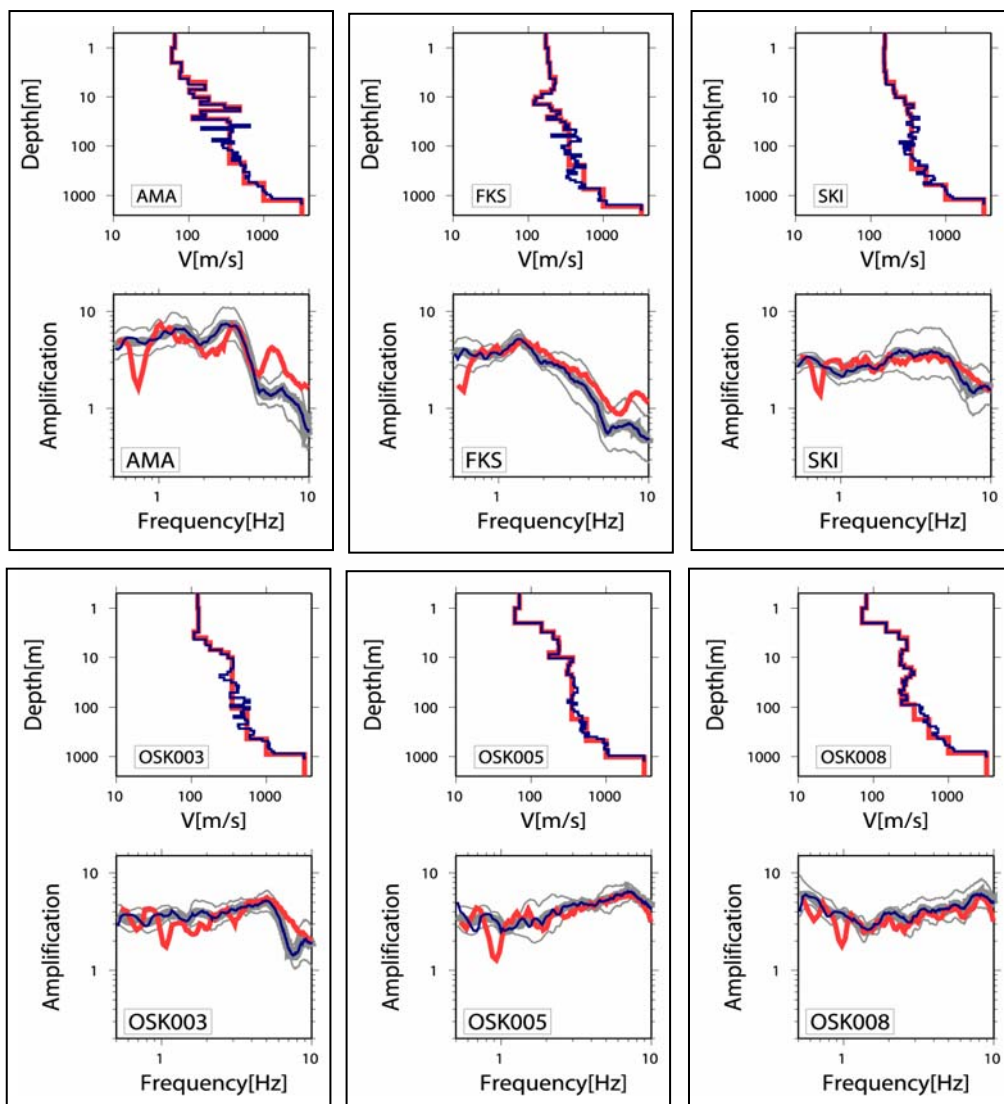 Depth[m]
1
10
100
1000
AMA
10 100 1000
V[m/s]
Amplification
10
1
AMA
1 10
Frequency[Hz]
Depth[m]
1
10
100
1000
FKS
10 100 1000
V[m/s]
Amplification
10
1
FKS
1 10
Frequency[Hz]
Depth[m]
1
10
100
1000
SKI
10 100 1000
V[m/s]
Amplification
10
1
SKI
1 10
Frequency[Hz]
Depth[m]
1
10
100
1000
OSK003
10 100 1000
V[m/s]
Amplification
10
1
OSK003
1 10
Frequency[Hz]
Depth[m]
1
10
100
1000
OSK005
10 100 1000
V[m/s]
Amplification
10
1
OSK005
1 10
Frequency[Hz]
Depth[m]
1
10
100
1000
OSK008
10 100 1000
V[m/s]
Amplification
10
1
OSK008
1 10
Frequency[Hz]